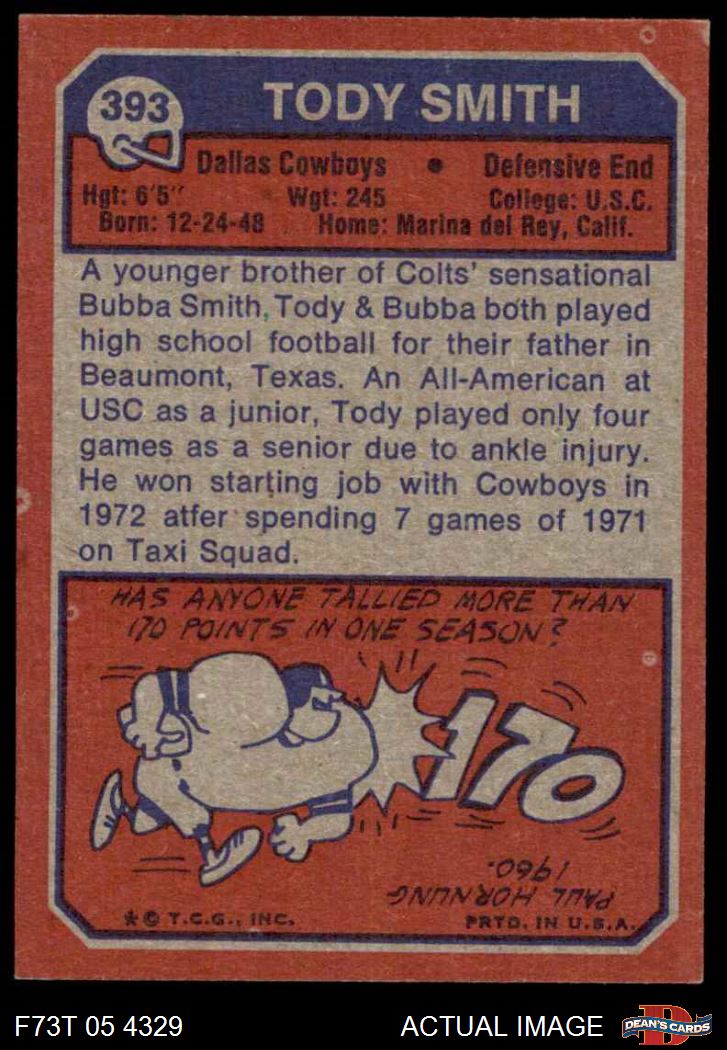 393
TODY SMITH
Dallas Cowboys • Defensive End
Hgt: 6'5" Wgt: 245 College: U.S.C.
Born: 12-24-48 Home: Marina del Rey, Calif.
A younger brother of Colts' sensational
Bubba Smith, Tody & Bubba both played
high school football for their father in
Beaumont, Texas. An All-American at
USC as a junior, Tody played only four
games as a senior due to ankle injury.
He won starting job with Cowboys in
1972 atfer spending 7 games of 1971
on Taxi Squad.
HAS ANYONE TALLIED MORE THAN
170 POINTS IN ONE SEASON?
170
PAUL HORNUNG
1960.
★ © T.C.G., INC. PRTD. IN U.S.A.
F73T 05 4329 ACTUAL IMAGE
D
DEAN'S CARDS